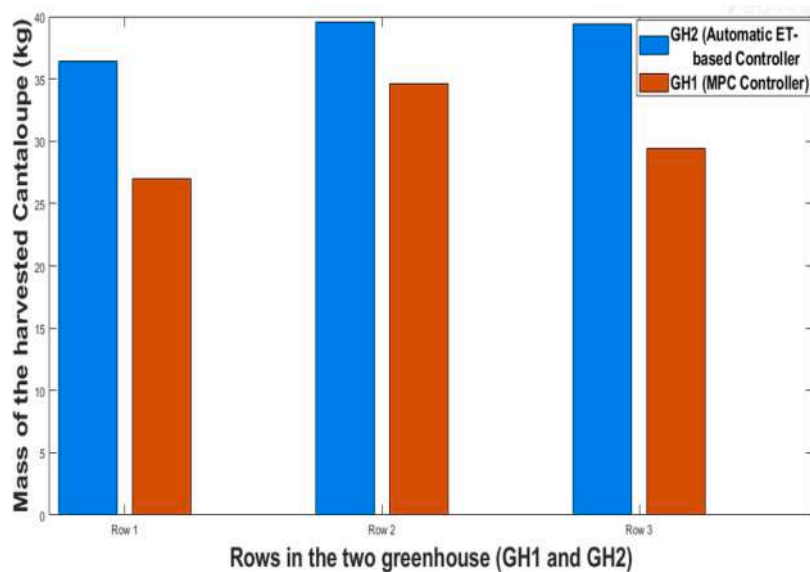 Mass of the harvested Cantaloupe (kg)
40
35
30
25
20
15
10
5
0
GH2 (Automatic ET-
based Controller
GH1 (MPC Controller)
Row 1
Row 2
Row 3
Rows in the two greenhouse (GH1 and GH2)